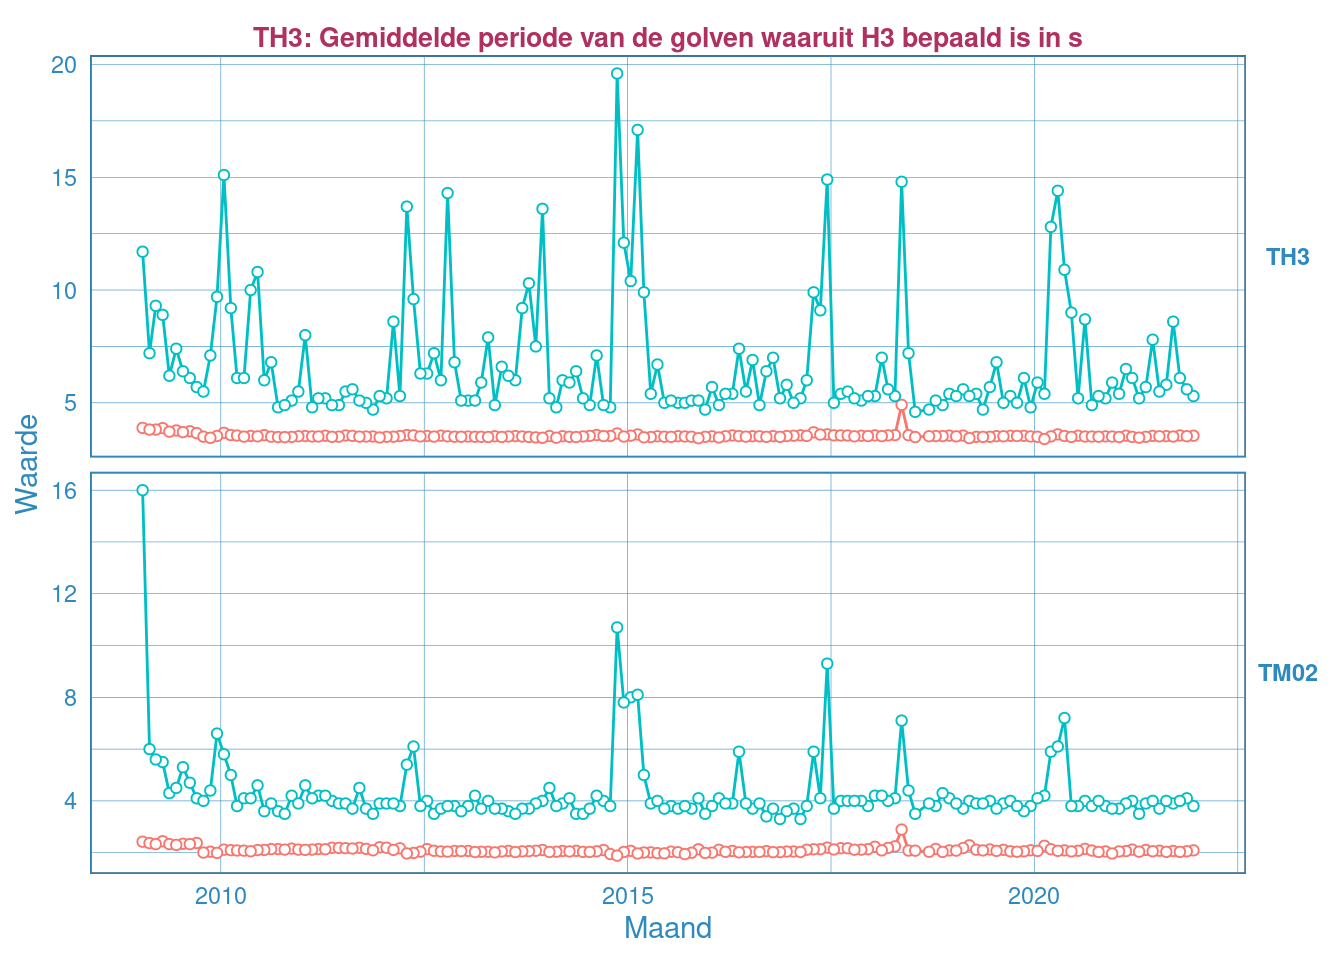 TH3: Gemiddelde periode van de golven waaruit H3 bepaald is in s
20
15
10
5
TH3
Waarde
16
12
8
4
TM02
2010
2015
2020
Maand